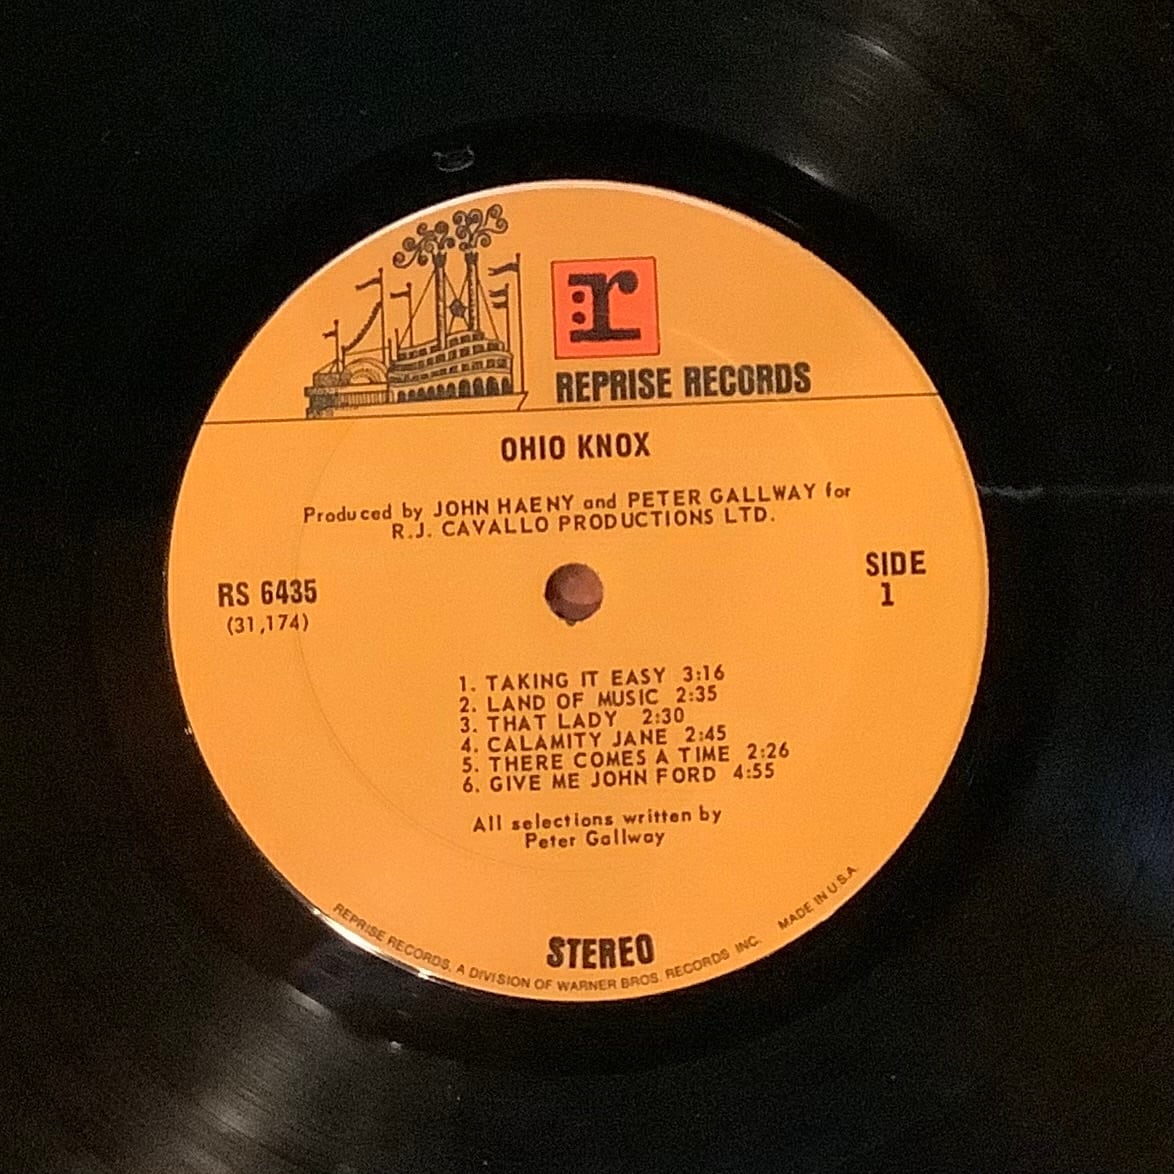 r:
REPRISE RECORDS
OHIO KNOX
Produced by JOHN HAENY and PETER GALLWAY for
R.J. CAVALLO PRODUCTIONS LTD.
RS 6435
(31,174)
SIDE
1
1. TAKING IT EASY 3:16
2. LAND OF MUSIC 2:35
3. THAT LADY 2:30
4. CALAMITY JANE 2:45
5. THERE COMES A TIME 2:26
6. GIVE ME JOHN FORD 4:55
All selections written by
Peter Gallway
STEREO
REPRISE RECORDS, A DIVISION OF WARNER BROS. RECORDS INC. MADE IN U.S.A.